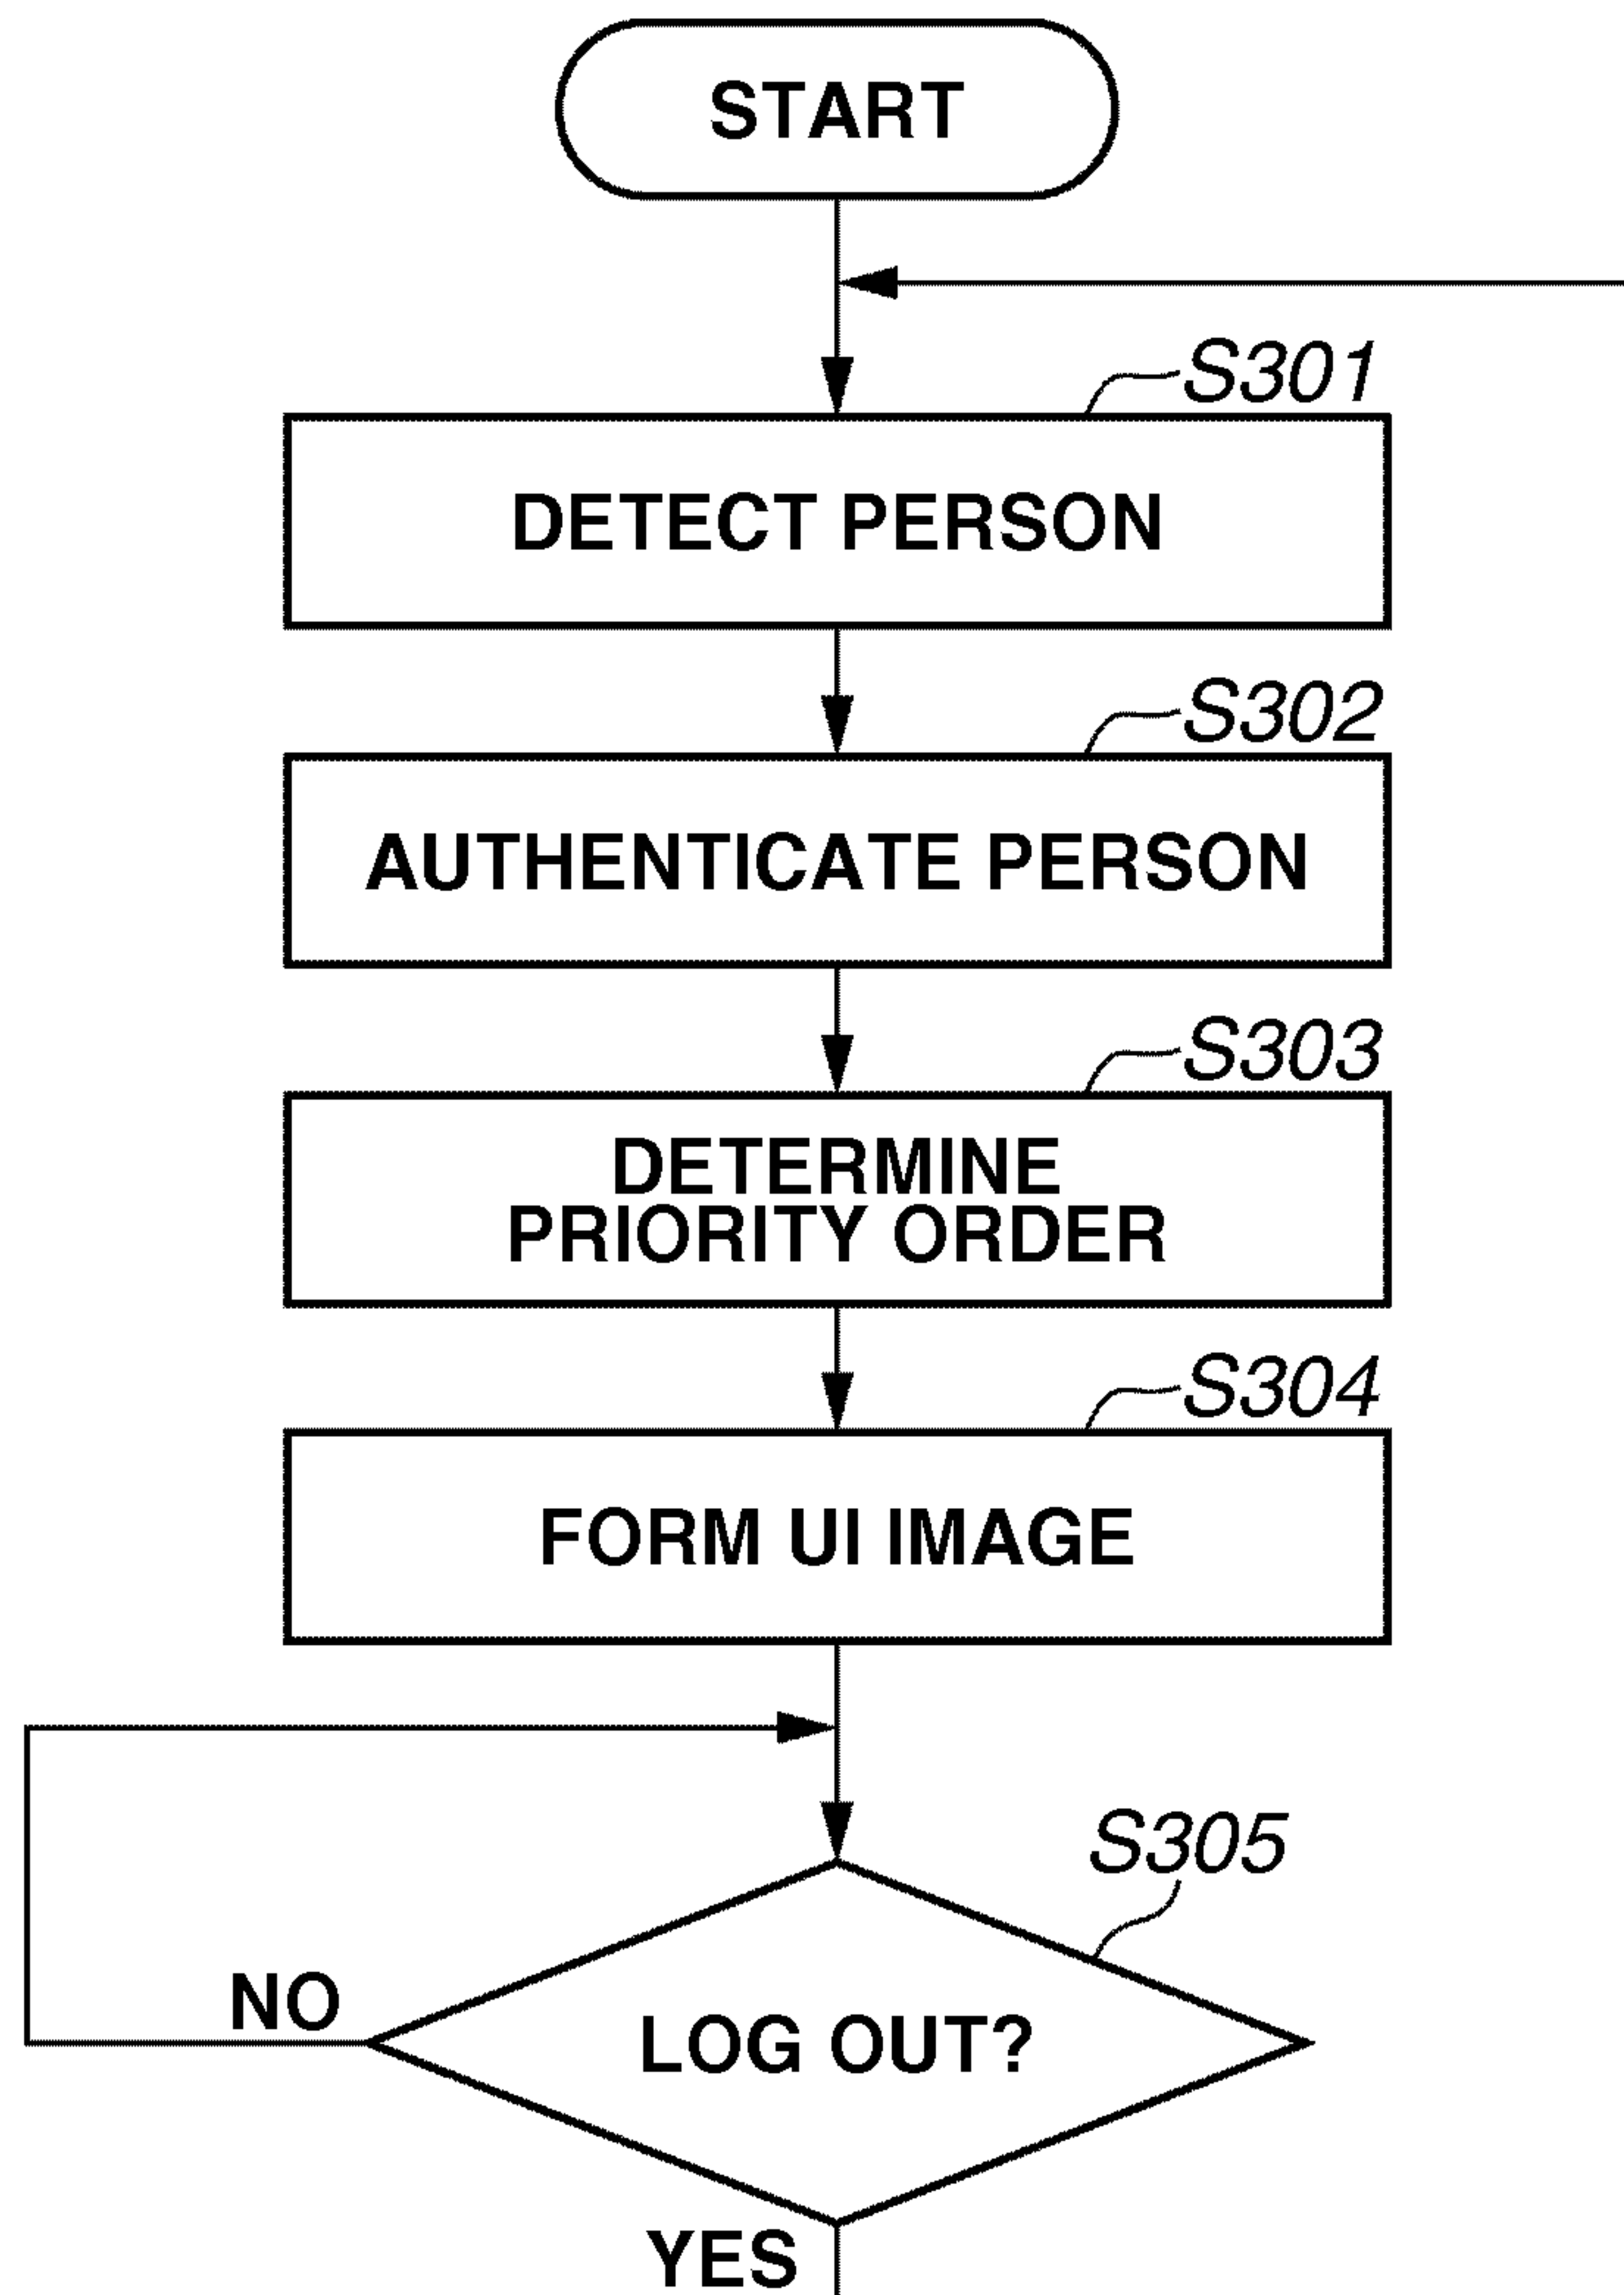 START
S301
DETECT PERSON
S302
AUTHENTICATE PERSON
S303
DETERMINE
PRIORITY ORDER
S304
FORM UI IMAGE
S305
NO
LOG OUT?
YES